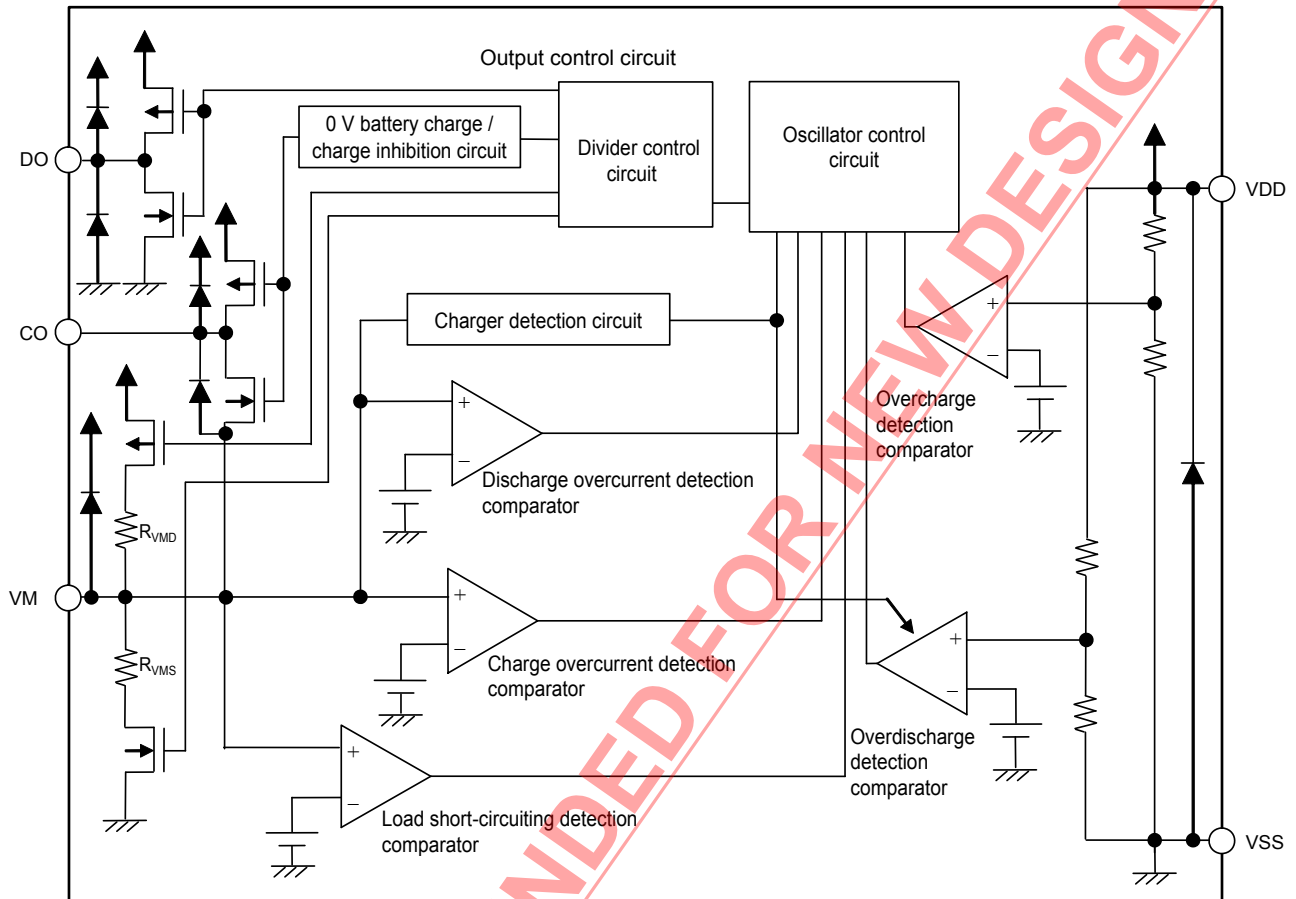 Output control circuit
0 V battery charge /
charge inhibition circuit
Divider control
circuit
Oscillator control
circuit
DO
VDD
CO
Charger detection circuit
+
−
Overcharge
detection
comparator
+
−
Discharge overcurrent detection
comparator
RVMD
VM
+
−
Charge overcurrent detection
comparator
RVMS
+
−
Overdischarge
detection
comparator
+
−
Load short-circuiting detection
comparator
VSS
NDED FOR NEW DESIGN